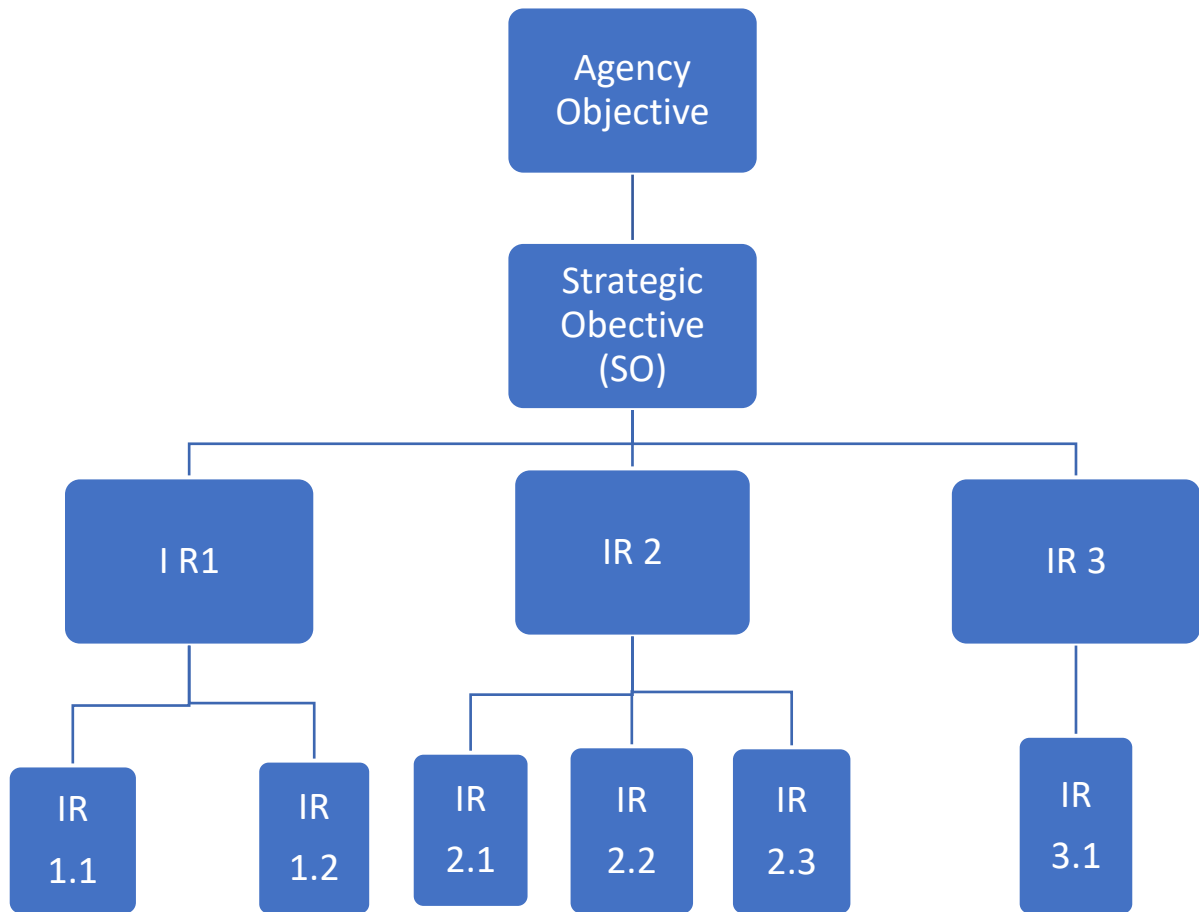 Agency
Objective
Strategic
Obective
(SO)
I R1
IR 2
IR 3
IR
1.1
IR
1.2
IR
2.1
IR
2.2
IR
2.3
IR
3.1